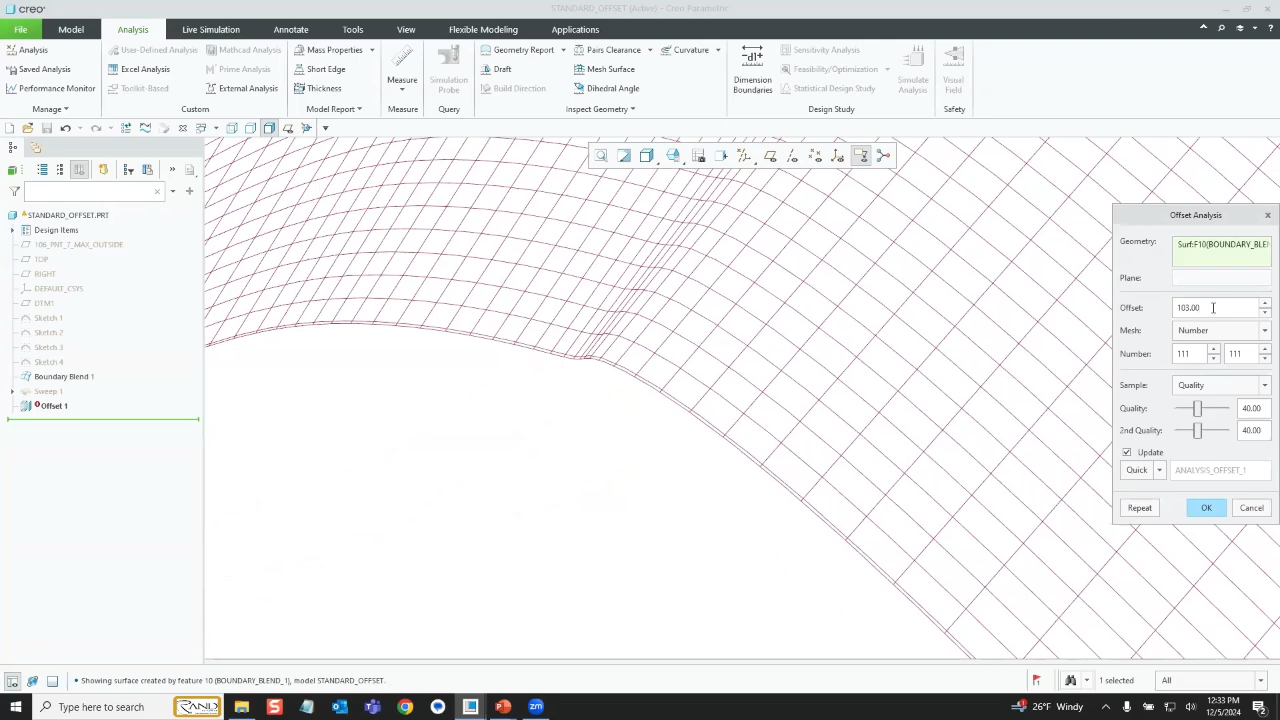 creo
STANDARD_OFFSET (Active) - Creo Parametric
File Model Analysis Live Simulation Annotate Tools View Flexible Modeling Applications
Analysis User-Defined Analysis Mathcad Analysis Mass Properties Geometry Report Pairs Clearance Curvature Sensitivity Analysis
Saved Analysis Excel Analysis Prime Analysis Short Edge Draft Mesh Surface Feasibility/Optimization
Performance Monitor Toolkit-Based External Analysis Thickness Build Direction Dihedral Angle Statistical Design Study
Measure Simulation Probe Dimension Boundaries Simulate Analysis Visual Field
Manage Custom Model Report Measure Query Inspect Geometry Design Study Safety
STANDARD_OFFSET.PRT
Design Items
106_PNT_7_MAX_OUTSIDE
TOP
RIGHT
DEFAULT_CSYS
DTM1
Sketch 1
Sketch 2
Sketch 3
Sketch 4
Boundary Blend 1
Sweep 1
Offset 1
Offset Analysis
Geometry: Surf:F10(BOUNDARY_BLE
Plane:
Offset: 103.00
Mesh: Number
Number: 111 111
Sample: Quality
Quality: 40.00
2nd Quality: 40.00
Update
Quick ANALYSIS_OFFSET_1
Repeat OK Cancel
• Showing surface created by feature 10 (BOUNDARY_BLEND_1), model STANDARD_OFFSET.
1 selected All
Type here to search
RAND
26°F Windy
12:33 PM
12/5/2024
2